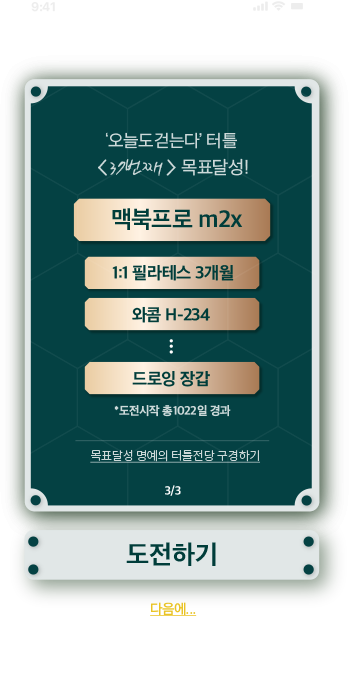 9:41
'오늘도걷는다' 터틀
<37번째> 목표달성!
맥북프로 m2x
1:1 필라테스 3개월
와콤 H-234
⋮
드로잉 장갑
*도전시작 총1022일 경과
목표달성 명예의 터틀전당 구경하기
3/3
도전하기
다음에...